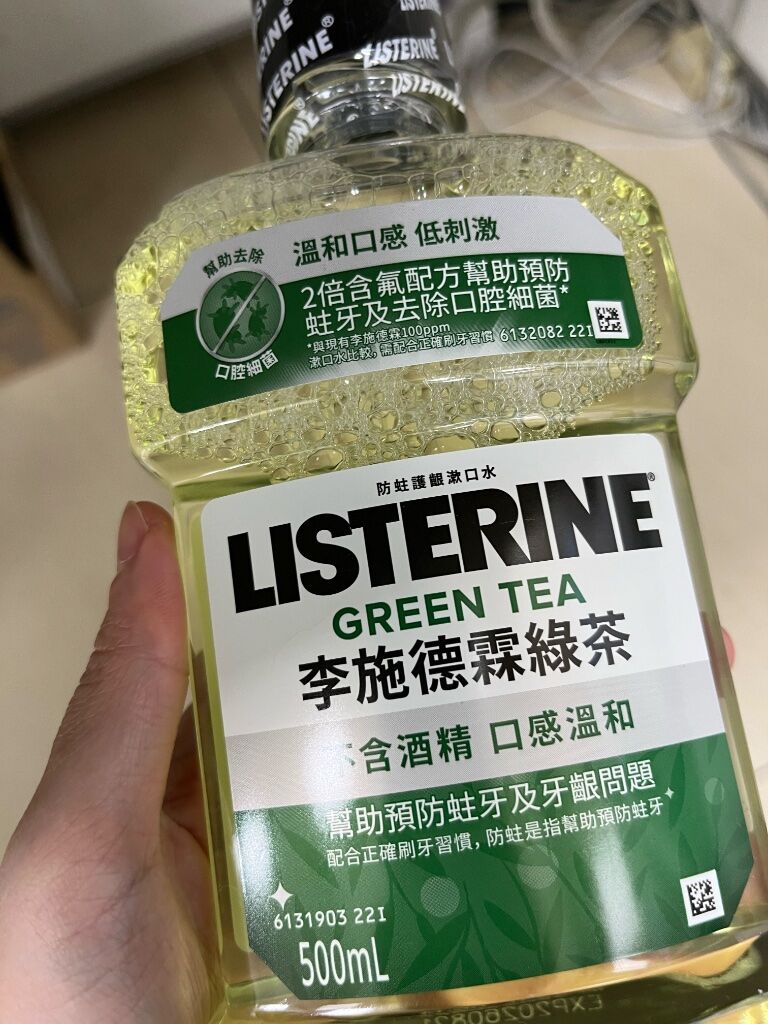 LISTERINE
STERINE®
LISTERINE
LISTERINE
幫助去除
口腔細菌
溫和口感 低刺激
2倍含氟配方幫助預防
蛀牙及去除口腔細菌*
*與現有李施德霖100ppm
漱口水比較, 需配合正確刷牙習慣 6132082 22I
防蛀護齦漱口水
LISTERINE®
GREEN TEA
李施德霖綠茶
不含酒精 口感溫和
幫助預防蛀牙及牙齦問題
配合正確刷牙習慣, 防蛀是指幫助預防蛀牙
6131903 22I
500mL